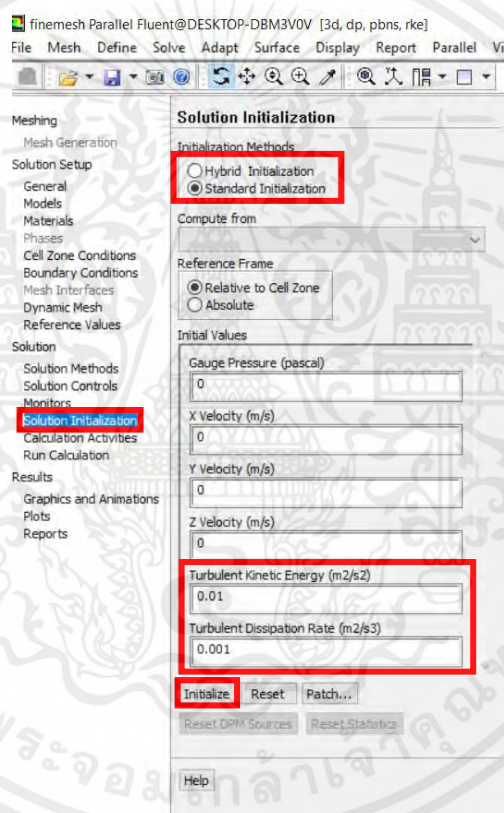 finemesh Parallel Fluent@DESKTOP-DBM3V0V [3d, dp, pbns, rke]
File Mesh Define Solve Adapt Surface Display Report Parallel Vi
Meshing
Mesh Generation
Solution Setup
General
Models
Materials
Phases
Cell Zone Conditions
Boundary Conditions
Mesh Interfaces
Dynamic Mesh
Reference Values
Solution
Solution Methods
Solution Controls
Monitors
Solution Initialization
Calculation Activities
Run Calculation
Results
Graphics and Animations
Plots
Reports
Solution Initialization
Initialization Methods
Hybrid Initialization
Standard Initialization
Compute from
Reference Frame
Relative to Cell Zone
Absolute
Initial Values
Gauge Pressure (pascal)
0
X Velocity (m/s)
0
Y Velocity (m/s)
0
Z Velocity (m/s)
0
Turbulent Kinetic Energy (m2/s2)
0.01
Turbulent Dissipation Rate (m2/s3)
0.001
Initialize Reset Patch...
Reset DPM Sources Reset Statistics
Help